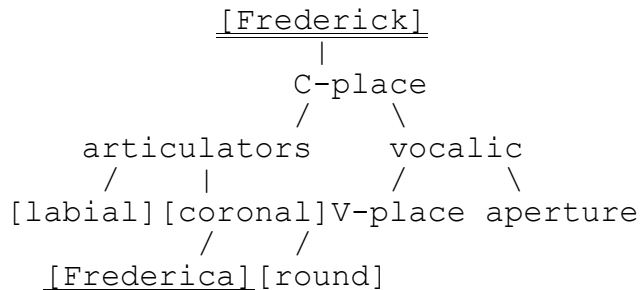 [Frederick]
|
C-place
/ \
articulators vocalic
/ | / \
[labial][coronal]V-place aperture
/ /
[Frederica][round]